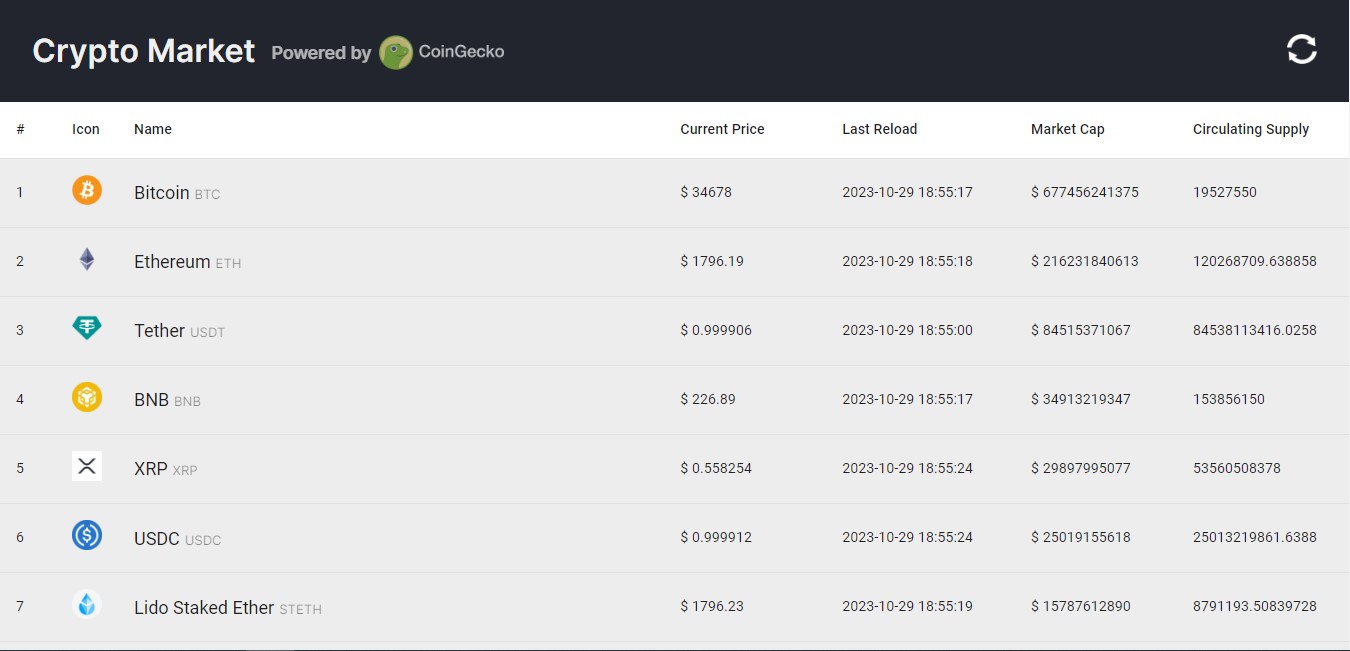 Crypto Market Powered by CoinGecko
# Icon Name Current Price Last Reload Market Cap Circulating Supply
1 Bitcoin BTC $ 34678 2023-10-29 18:55:17 $ 677456241375 19527550
2 Ethereum ETH $ 1796.19 2023-10-29 18:55:18 $ 216231840613 120268709.638858
3 Tether USDT $ 0.999906 2023-10-29 18:55:00 $ 84515371067 84538113416.0258
4 BNB BNB $ 226.89 2023-10-29 18:55:17 $ 34913219347 153856150
5 XRP XRP $ 0.558254 2023-10-29 18:55:24 $ 29897995077 53560508378
6 USDC USDC $ 0.999912 2023-10-29 18:55:24 $ 25019155618 25013219861.6388
7 Lido Staked Ether STETH $ 1796.23 2023-10-29 18:55:19 $ 15787612890 8791193.50839728